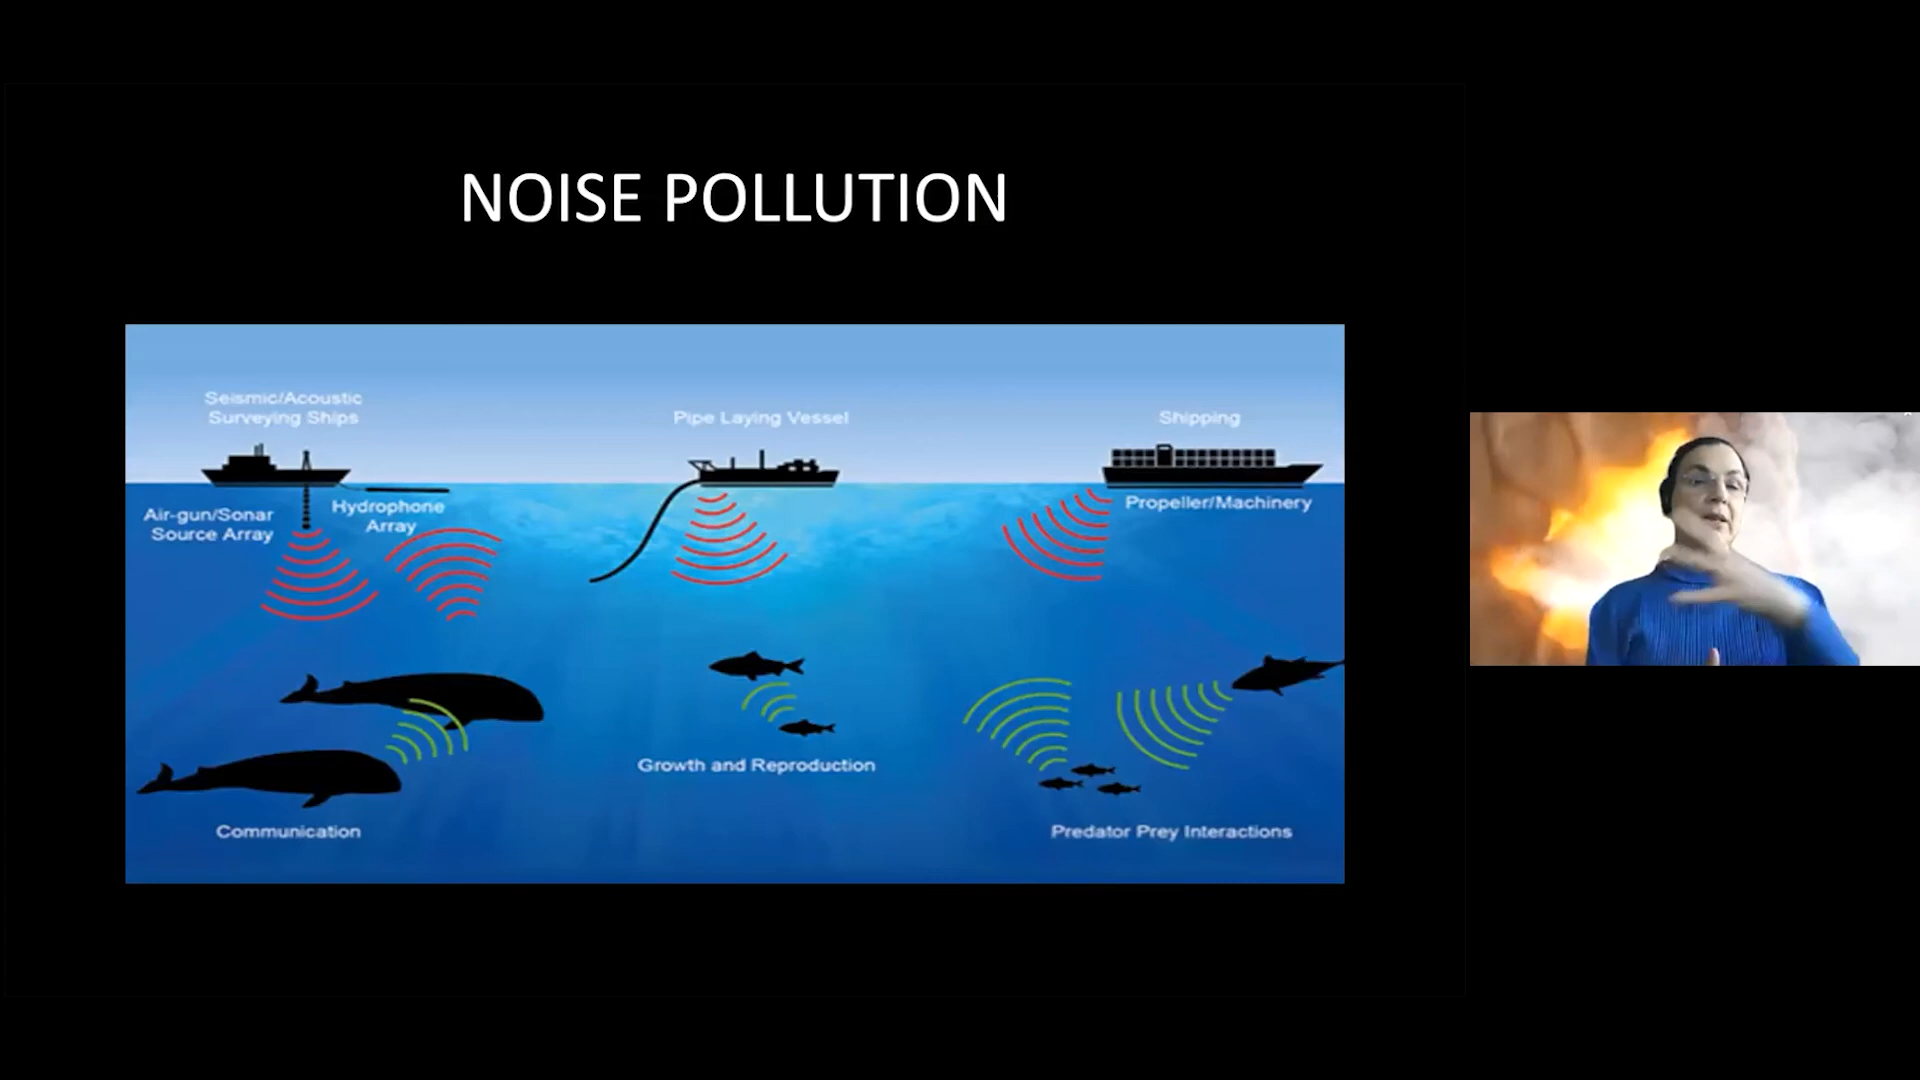 NOISE POLLUTION
Seismic/Acoustic
Surveying Ships
Pipe Laying Vessel
Shipping
Air-gun/Sonar
Source Array
Hydrophone
Array
Propeller/Machinery
Growth and Reproduction
Communication
Predator Prey Interactions